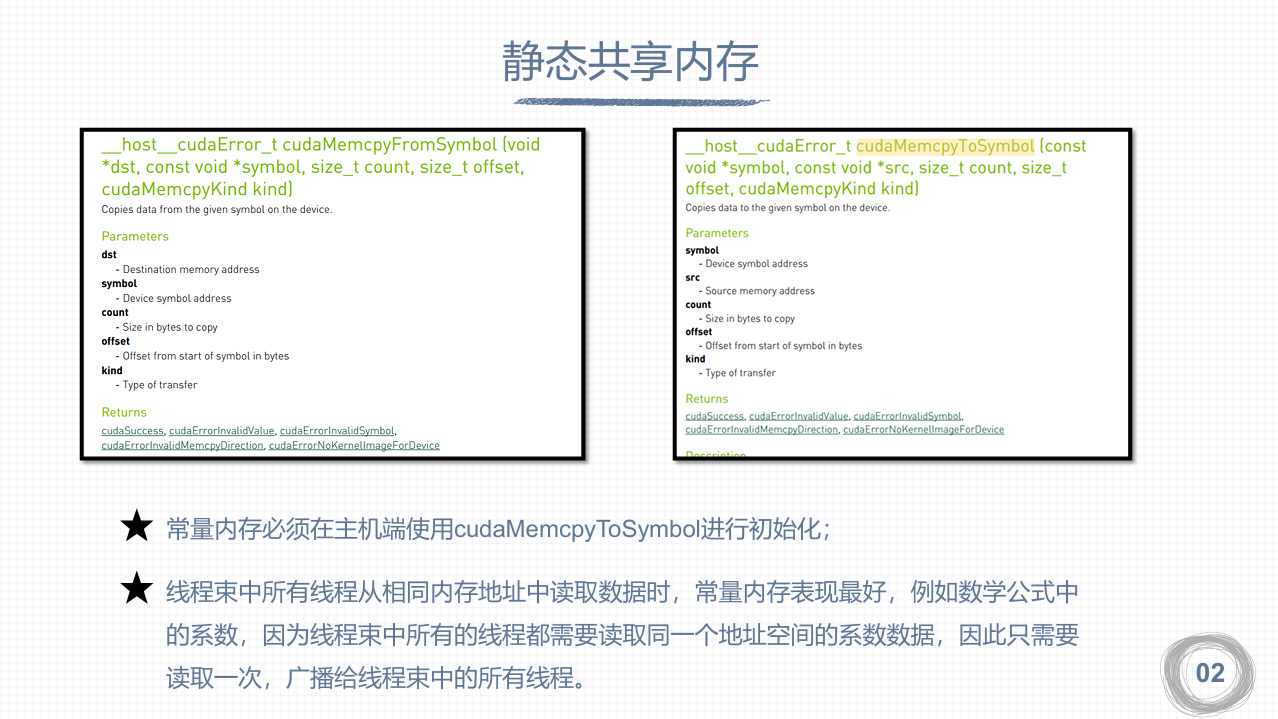 静态共享内存
__host__cudaError_t cudaMemcpyFromSymbol (void
*dst, const void *symbol, size_t count, size_t offset,
cudaMemcpyKind kind)
Copies data from the given symbol on the device.
Parameters
dst
- Destination memory address
symbol
- Device symbol address
count
- Size in bytes to copy
offset
- Offset from start of symbol in bytes
kind
- Type of transfer
Returns
cudaSuccess, cudaErrorInvalidValue, cudaErrorInvalidSymbol,
cudaErrorInvalidMemcpyDirection, cudaErrorNoKernelImageForDevice
__host__cudaError_t cudaMemcpyToSymbol (const
void *symbol, const void *src, size_t count, size_t
offset, cudaMemcpyKind kind)
Copies data to the given symbol on the device.
Parameters
symbol
- Device symbol address
src
- Source memory address
count
- Size in bytes to copy
offset
- Offset from start of symbol in bytes
kind
- Type of transfer
Returns
cudaSuccess, cudaErrorInvalidValue, cudaErrorInvalidSymbol,
cudaErrorInvalidMemcpyDirection, cudaErrorNoKernelImageForDevice
Description
常量内存必须在主机端使用cudaMemcpyToSymbol进行初始化；
线程束中所有线程从相同内存地址中读取数据时，常量内存表现最好，例如数学公式中
的系数，因为线程束中所有的线程都需要读取同一个地址空间的系数数据，因此只需要
读取一次，广播给线程束中的所有线程。
02